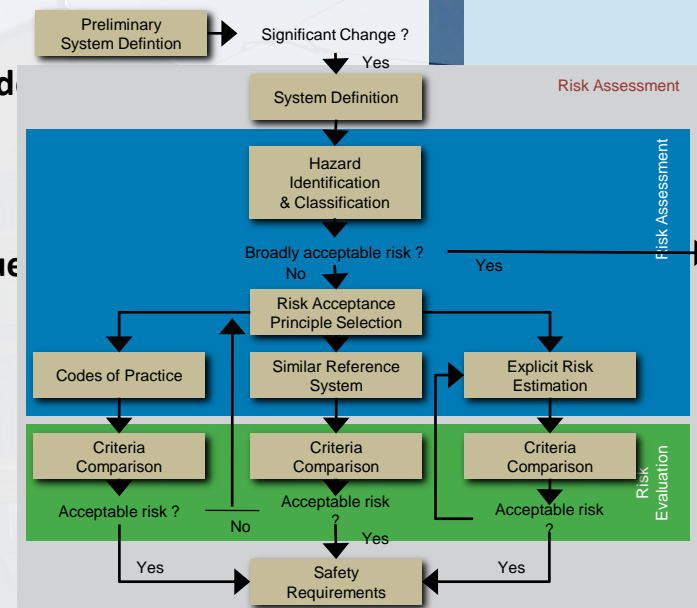 Preliminary
System Defintion
Significant Change ?
Yes
Risk Assessment
System Definition
Hazard
Identification
& Classification
Risk Assessment
Broadly acceptable risk ?
Yes
No
Risk Acceptance
Principle Selection
Codes of Practice
Similar Reference
System
Explicit Risk
Estimation
Criteria
Comparison
Criteria
Comparison
Criteria
Comparison
Risk
Evaluation
Acceptable risk ?
No
Acceptable risk
?
Acceptable risk
?
Yes
Yes
Yes
Safety
Requirements